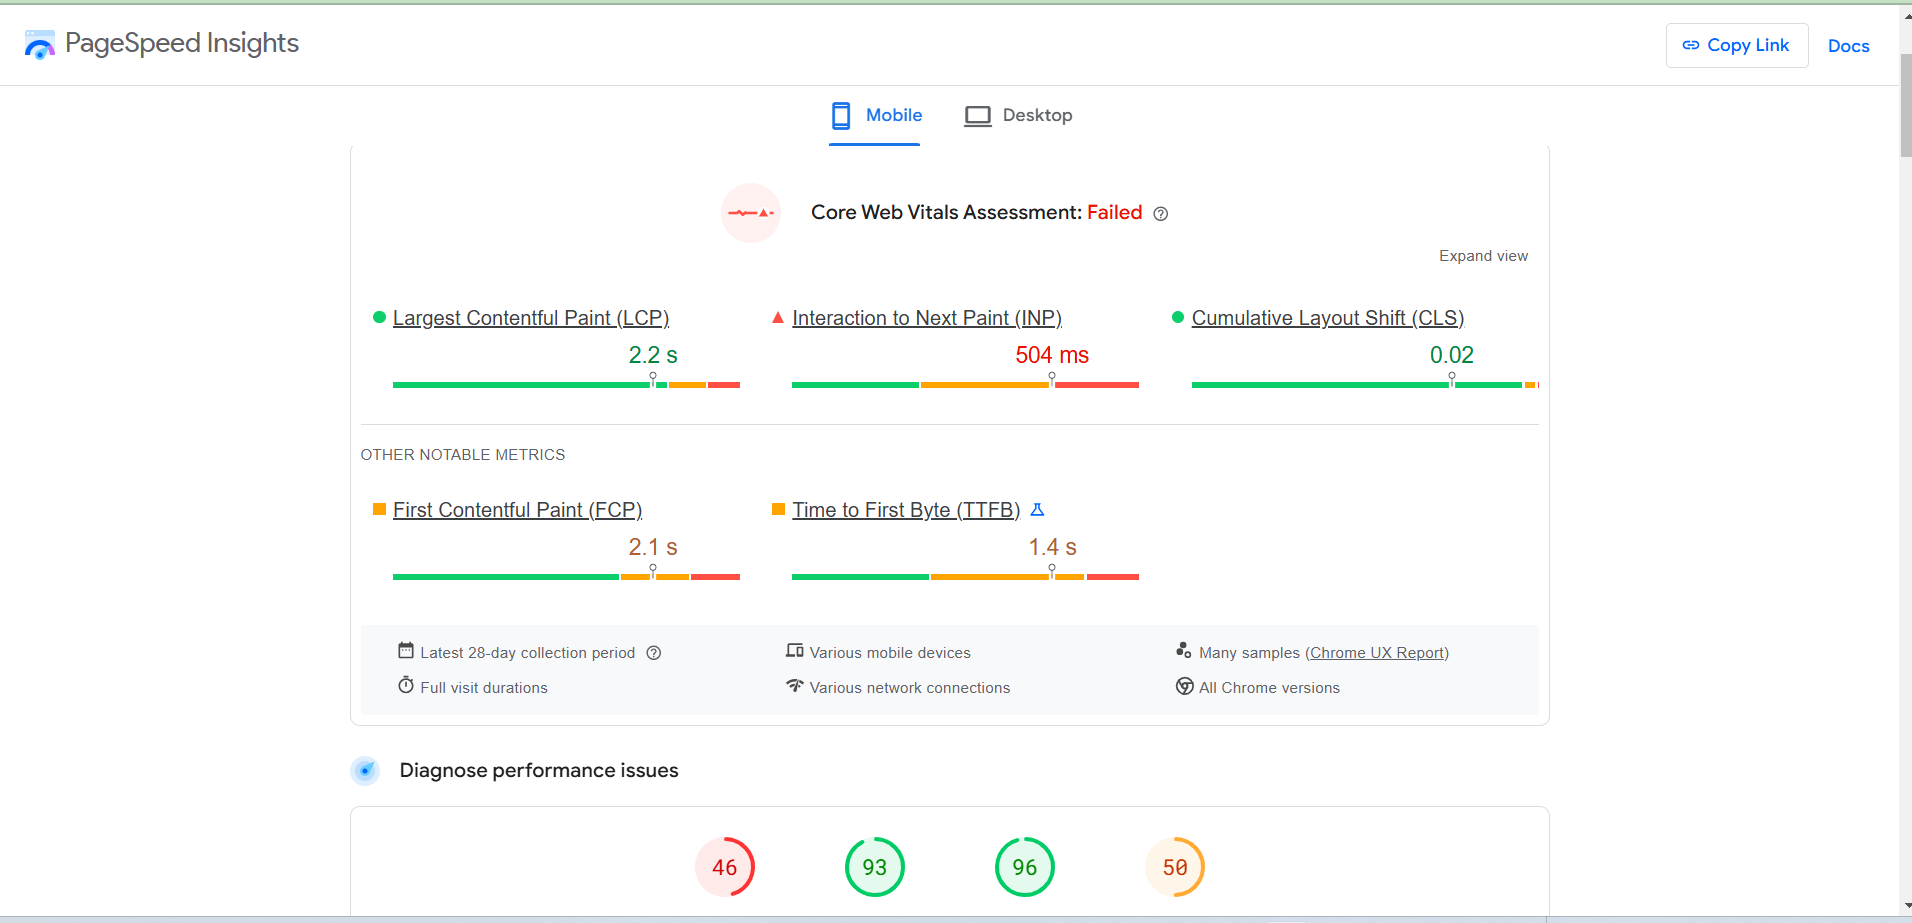 PageSpeed Insights
Copy Link
Docs
Mobile
Desktop
Core Web Vitals Assessment: Failed
Expand view
Largest Contentful Paint (LCP)
2.2 s
Interaction to Next Paint (INP)
504 ms
Cumulative Layout Shift (CLS)
0.02
OTHER NOTABLE METRICS
First Contentful Paint (FCP)
2.1 s
Time to First Byte (TTFB)
1.4 s
Latest 28-day collection period
Various mobile devices
Many samples (Chrome UX Report)
Full visit durations
Various network connections
All Chrome versions
Diagnose performance issues
46
93
96
50